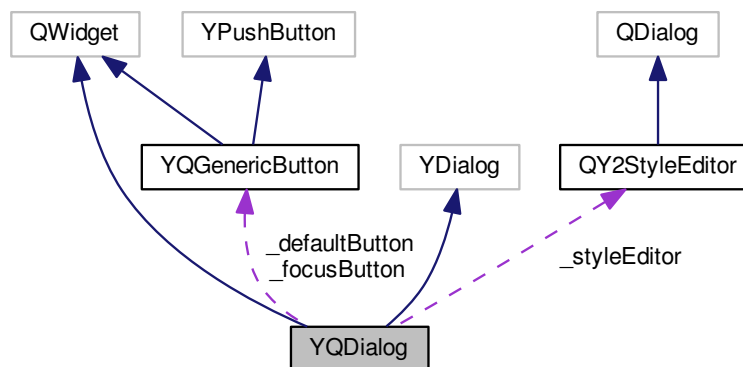 QWidget
YPushButton
QDialog
YQGenericButton
YDialog
QY2StyleEditor
_defaultButton
_focusButton
_styleEditor
YQDialog